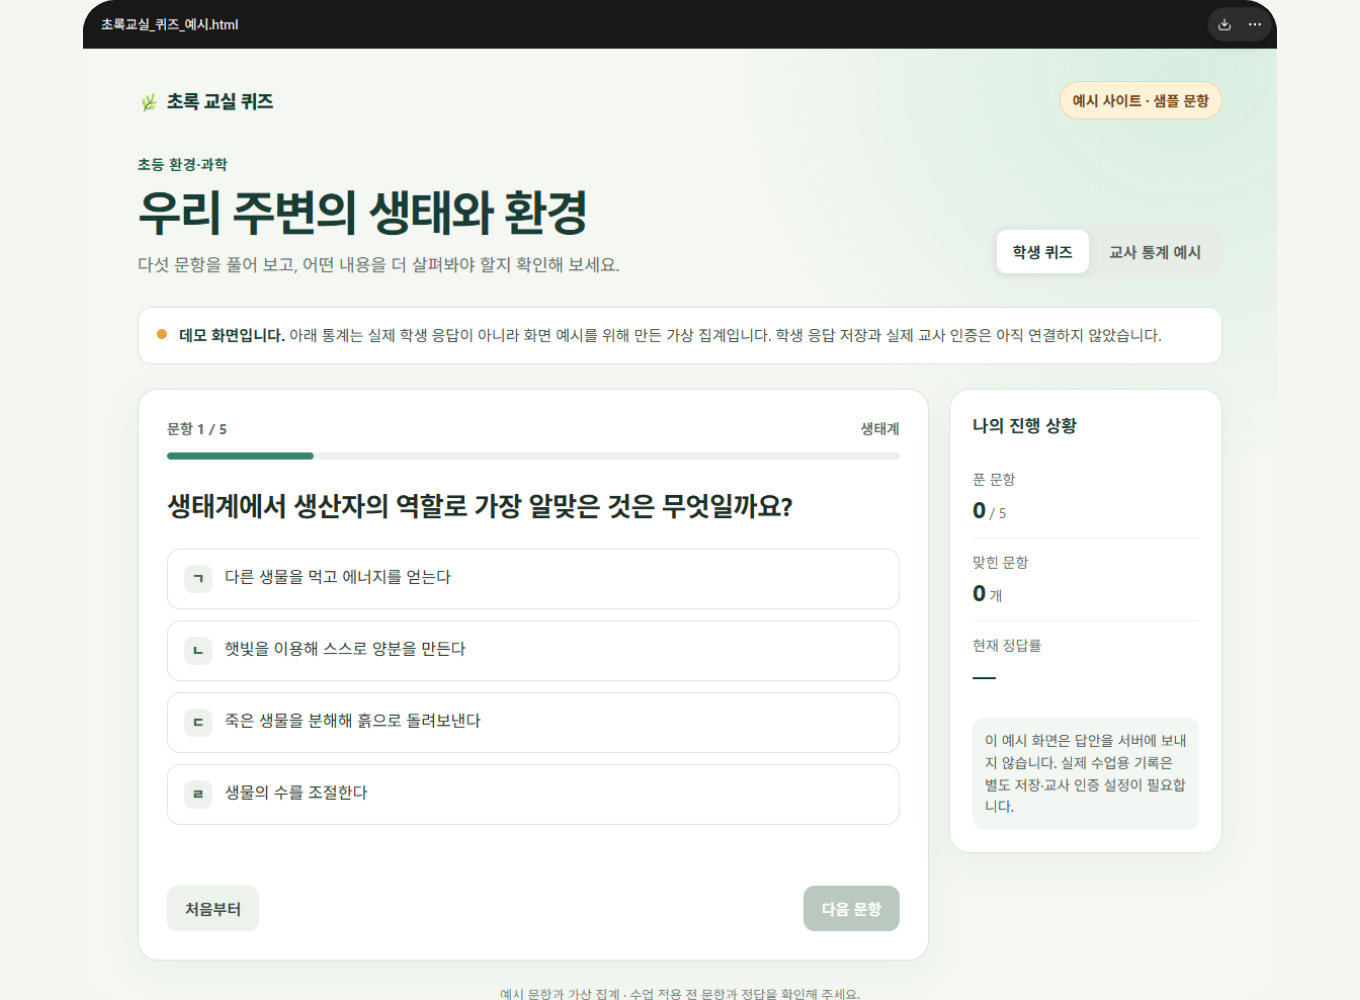 초록교실_퀴즈_예시.html
초록 교실 퀴즈
예시 사이트 · 샘플 문항
초등 환경·과학
우리 주변의 생태와 환경
다섯 문항을 풀어 보고, 어떤 내용을 더 살펴봐야 할지 확인해 보세요.
학생 퀴즈
교사 통계 예시
데모 화면입니다. 아래 통계는 실제 학생 응답이 아니라 화면 예시를 위해 만든 가상 집계입니다. 학생 응답 저장과 실제 교사 인증은 아직 연결하지 않았습니다.
문항 1 / 5
생태계
생태계에서 생산자의 역할로 가장 알맞은 것은 무엇일까요?
ㄱ 다른 생물을 먹고 에너지를 얻는다
ㄴ 햇빛을 이용해 스스로 양분을 만든다
ㄷ 죽은 생물을 분해해 흙으로 돌려보낸다
ㄹ 생물의 수를 조절한다
처음부터
다음 문항
나의 진행 상황
푼 문항
0 / 5
맞힌 문항
0 개
현재 정답률
—
이 예시 화면은 답안을 서버에 보내
지 않습니다. 실제 수업용 기록은
별도 저장·교사 인증 설정이 필요합
니다.
예시 문항과 가상 집계 · 수업 적용 전 문항과 정답을 확인해 주세요.